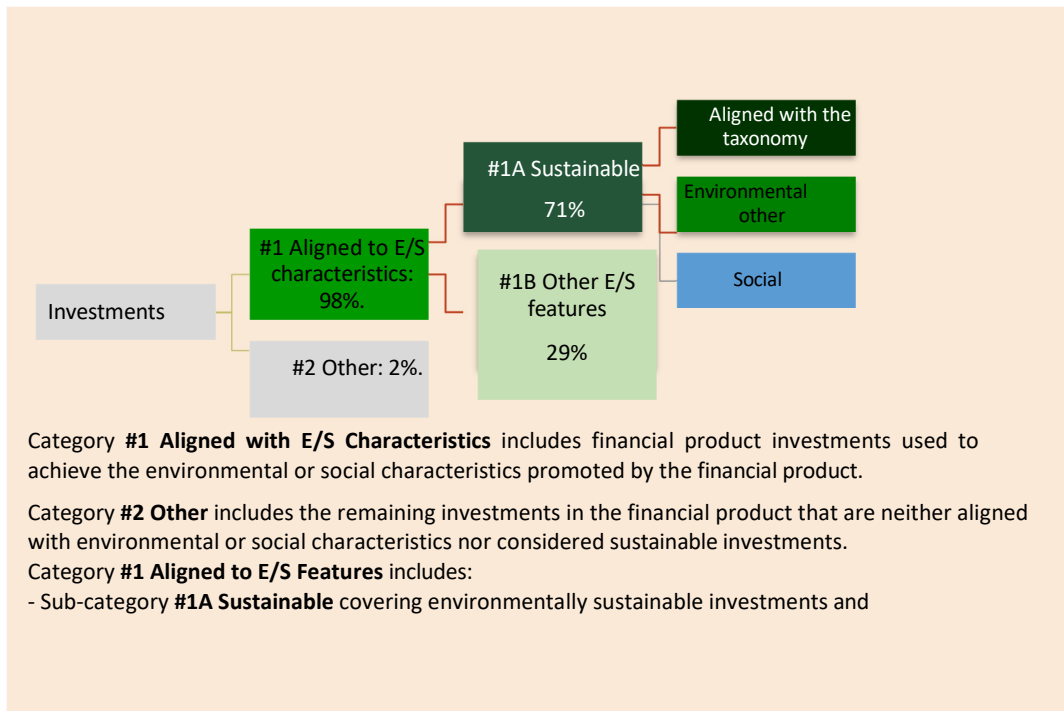 Aligned with the
taxonomy
#1A Sustainable
71%
Environmental
other
#1 Aligned to E/S
characteristics:
98%.
#1B Other E/S
features
29%
Social
Investments
#2 Other: 2%.
Category #1 Aligned with E/S Characteristics includes financial product investments used to
achieve the environmental or social characteristics promoted by the financial product.
Category #2 Other includes the remaining investments in the financial product that are neither aligned
with environmental or social characteristics nor considered sustainable investments.
Category #1 Aligned to E/S Features includes:
- Sub-category #1A Sustainable covering environmentally sustainable investments and